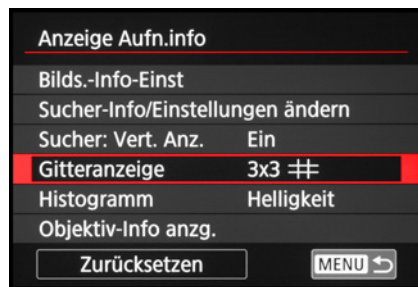 Anzeige Aufn.info
Bilds.-Info-Einst
Sucher-Info/Einstellungen ändern
Sucher: Vert. Anz. Ein
Gitteranzeige 3x3
Histogramm Helligkeit
Objektiv-Info anzg.
Zurücksetzen MENU